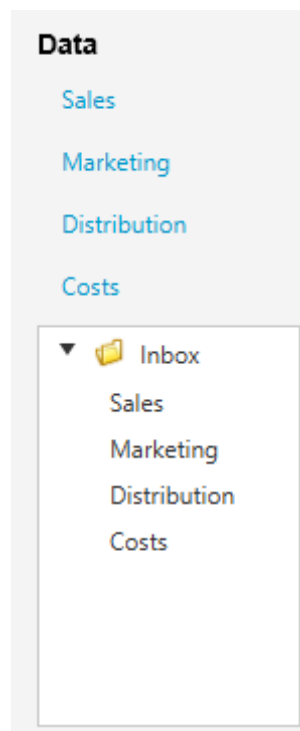 Data
Sales
Marketing
Distribution
Costs
Inbox
Sales
Marketing
Distribution
Costs